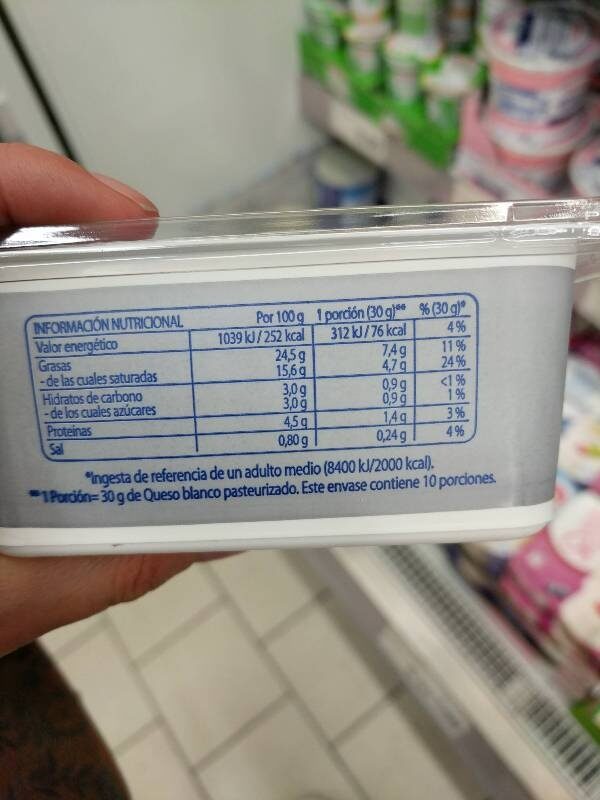 INFORMACIÓN NUTRICIONAL Por 100 g 1 porción (30 g)** % (30 g)*
Valor energético 1039 kJ / 252 kcal 312 kJ / 76 kcal 4 %
Grasas 24,5 g 7,4 g 11 %
- de las cuales saturadas 15,6 g 4,7 g 24 %
Hidratos de carbono 3,0 g 0,9 g <1 %
- de los cuales azúcares 3,0 g 0,9 g 1 %
Proteínas 4,5 g 1,4 g 3 %
Sal 0,80 g 0,24 g 4 %
*Ingesta de referencia de un adulto medio (8400 kJ/2000 kcal).
**1 Porción= 30 g de Queso blanco pasteurizado. Este envase contiene 10 porciones.